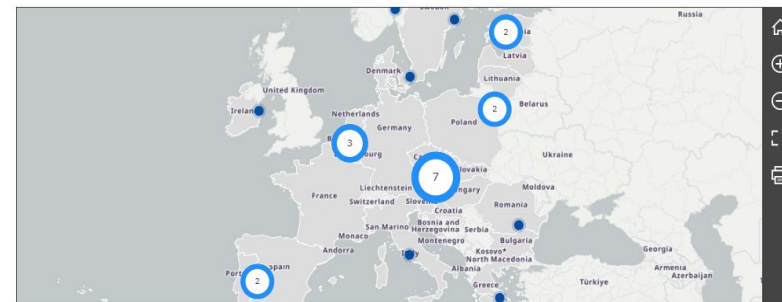 Russia
2
Latvia
Denmark
Lithuania
United Kingdom
2
Belarus
Netherlands
Poland
Germany
3
Ukraine
7
Liechtenstein
Moldova
France
Switzerland
Romania
Croatia
Bosnia and
San Marino Herzegovina Serbia
Monaco
Montenegro
Bulgaria
Andorra
Kosovo*
Georgia
North Macedonia
Albania
Armenia
Azerbaijan
2
Greece
Türkiye